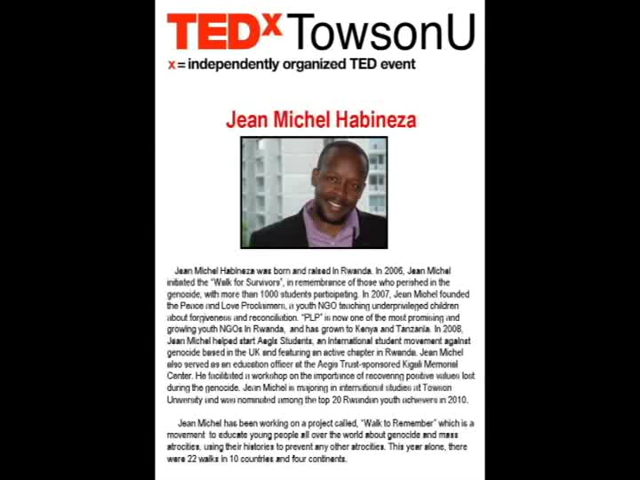 TEDx TowsonU
x = independently organized TED event
Jean Michel Habineza
Jean Michel Habineza was born and raised in Rwanda. In 2006, Jean Michel
initiated the "Walk for Survivors", in remembrance of those who perished in the
genocide, with more than 1000 students participating. In 2007, Jean Michel founded
the Peace and Love Proclaimers, a youth NGO teaching underprivileged children
about forgiveness and reconciliation. "PLP" is now one of the most promising and
growing youth NGOs in Rwanda, and has grown to Kenya and Tanzania. In 2008,
Jean Michel helped start Aegis Students, an international student movement against
genocide based in the UK and featuring an active chapter in Rwanda. Jean Michel
also served as an education officer at the Aegis Trust-sponsored Kigali Memorial
Center. He facilitated a workshop on the importance of recovering positive values lost
during the genocide. Jean Michel is majoring in international studies at Towson
University and was nominated among the top 20 Rwandan youth achievers in 2010.
Jean Michel has been working on a project called, "Walk to Remember" which is a
movement to educate young people all over the world about genocide and mass
atrocities, using their histories to prevent any other atrocities. This year alone, there
were 22 walks in 10 countries and four continents.